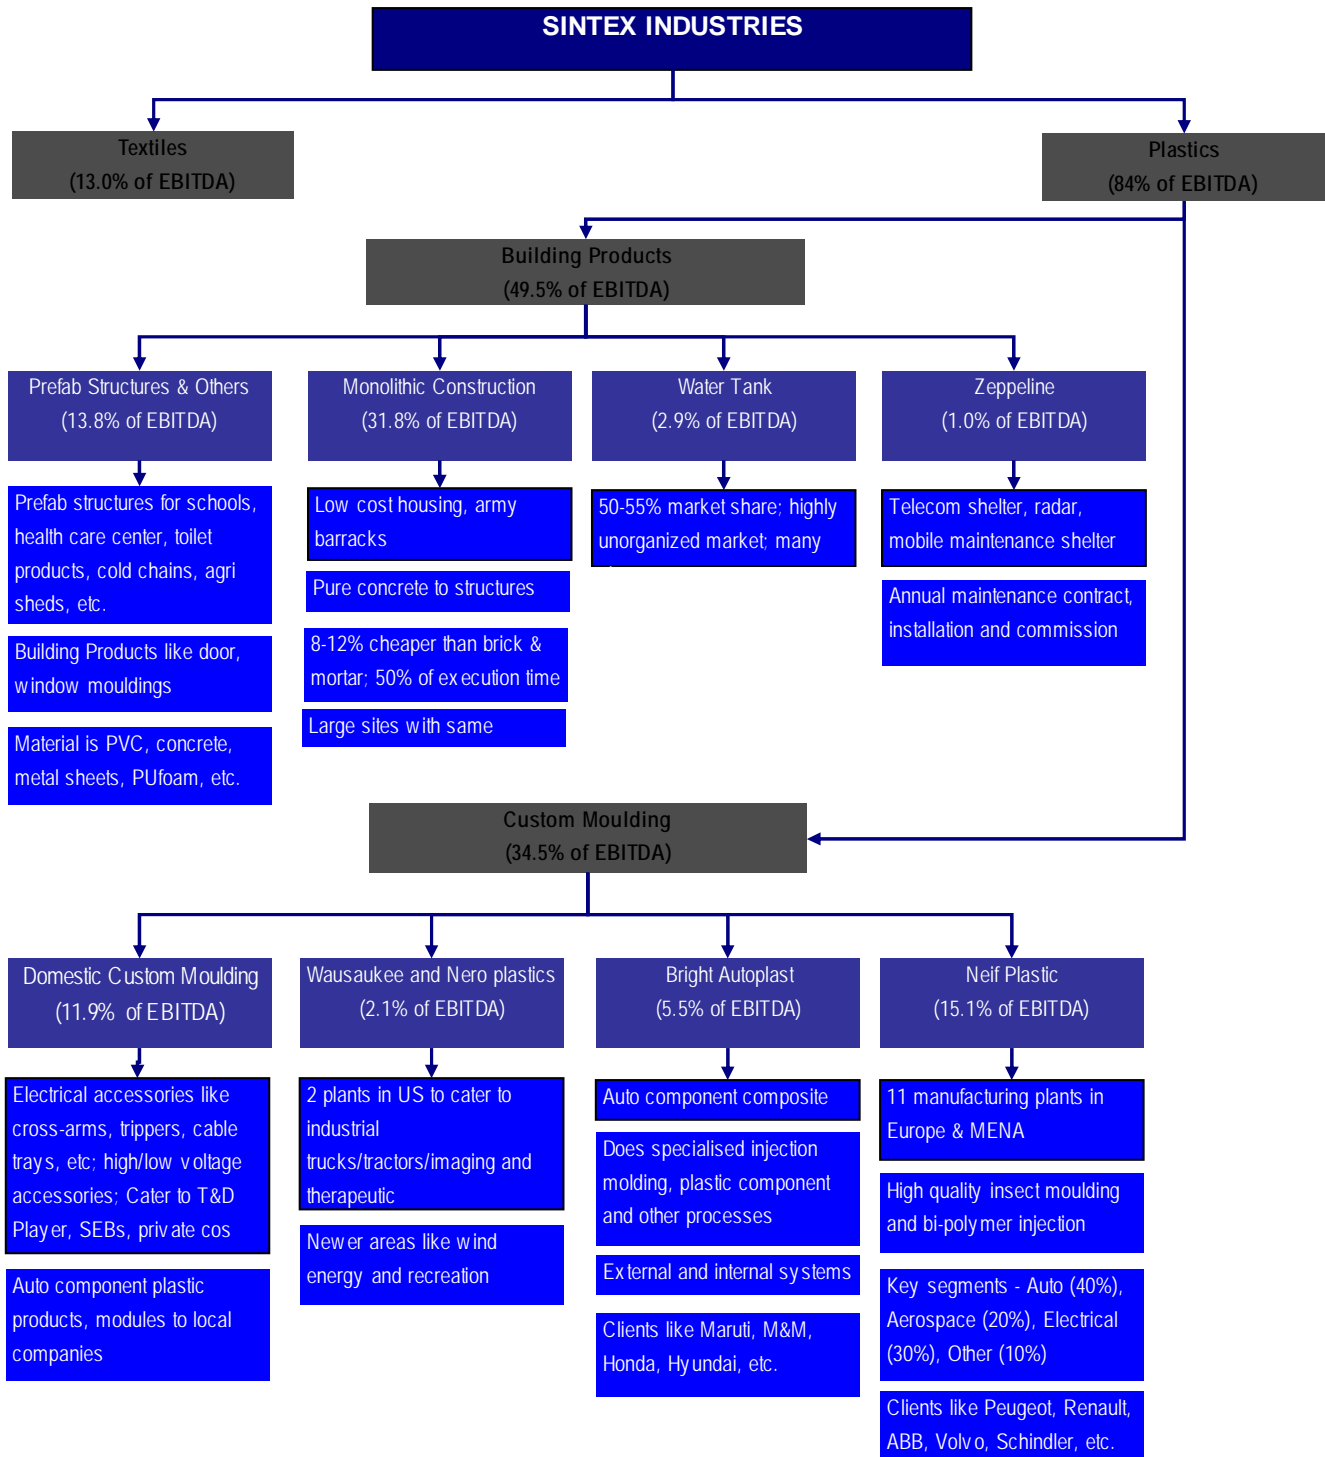 SINTEX INDUSTRIES
Textiles
(13.0% of EBITDA)
Plastics
(84% of EBITDA)
Building Products
(49.5% of EBITDA)
Prefab Structures & Others
(13.8% of EBITDA)
Monolithic Construction
(31.8% of EBITDA)
Water Tank
(2.9% of EBITDA)
Zeppeline
(1.0% of EBITDA)
Prefab structures for schools,
health care center, toilet
products, cold chains, agri
sheds, etc.
Building Products like door,
window mouldings
Material is PVC, concrete,
metal sheets, PUfoam, etc.
Low cost housing, army
barracks
Pure concrete to structures
8-12% cheaper than brick &
mortar; 50% of execution time
Large sites with same
50-55% market share; highly
unorganized market; many
Telecom shelter, radar,
mobile maintenance shelter
Annual maintenance contract,
installation and commission
Custom Moulding
(34.5% of EBITDA)
Domestic Custom Moulding
(11.9% of EBITDA)
Wausaukee and Nero plastics
(2.1% of EBITDA)
Bright Autoplast
(5.5% of EBITDA)
Neif Plastic
(15.1% of EBITDA)
Electrical accessories like
cross-arms, trippers, cable
trays, etc; high/low voltage
accessories; Cater to T&D
Player, SEBs, private cos
Auto component plastic
products, modules to local
companies
2 plants in US to cater to
industrial
trucks/tractors/imaging and
therapeutic
Newer areas like wind
energy and recreation
Auto component composite
Does specialised injection
molding, plastic component
and other processes
External and internal systems
Clients like Maruti, M&M,
Honda, Hyundai, etc.
11 manufacturing plants in
Europe & MENA
High quality insect moulding
and bi-polymer injection
Key segments - Auto (40%),
Aerospace (20%), Electrical
(30%), Other (10%)
Clients like Peugeot, Renault,
ABB, Volvo, Schindler, etc.